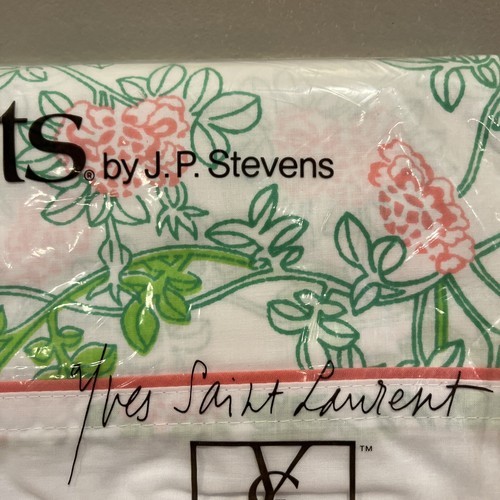 ts® by J.P. Stevens
Yves Saint Laurent
™